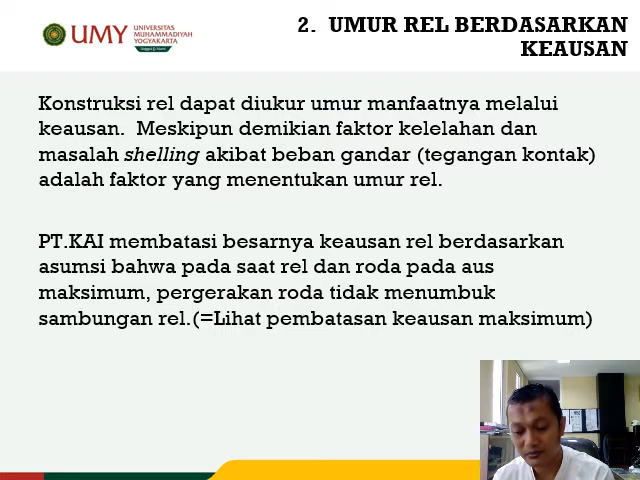 UMY
UNIVERSITAS
MUHAMMADIYAH
YOGYAKARTA
Unggul & Islami
2. UMUR REL BERDASARKAN
KEAUSAN
Konstruksi rel dapat diukur umur manfaatnya melalui
keausan. Meskipun demikian faktor kelelahan dan
masalah shelling akibat beban gandar (tegangan kontak)
adalah faktor yang menentukan umur rel.
PT.KAI membatasi besarnya keausan rel berdasarkan
asumsi bahwa pada saat rel dan roda pada aus
maksimum, pergerakan roda tidak menumbuk
sambungan rel.(=Lihat pembatasan keausan maksimum)